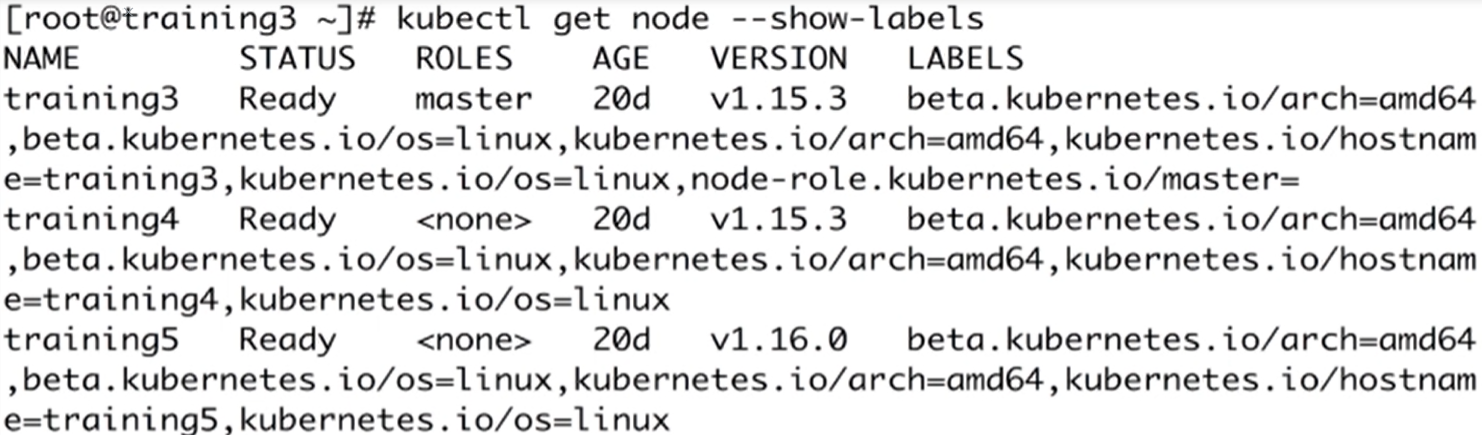 [root@training3 ~]# kubectl get node --show-labels
NAME STATUS ROLES AGE VERSION LABELS
training3 Ready master 20d v1.15.3 beta.kubernetes.io/arch=amd64
,beta.kubernetes.io/os=linux,kubernetes.io/arch=amd64,kubernetes.io/hostnam
e=training3,kubernetes.io/os=linux,node-role.kubernetes.io/master=
training4 Ready <none> 20d v1.15.3 beta.kubernetes.io/arch=amd64
,beta.kubernetes.io/os=linux,kubernetes.io/arch=amd64,kubernetes.io/hostnam
e=training4,kubernetes.io/os=linux
training5 Ready <none> 20d v1.16.0 beta.kubernetes.io/arch=amd64
,beta.kubernetes.io/os=linux,kubernetes.io/arch=amd64,kubernetes.io/hostnam
e=training5,kubernetes.io/os=linux